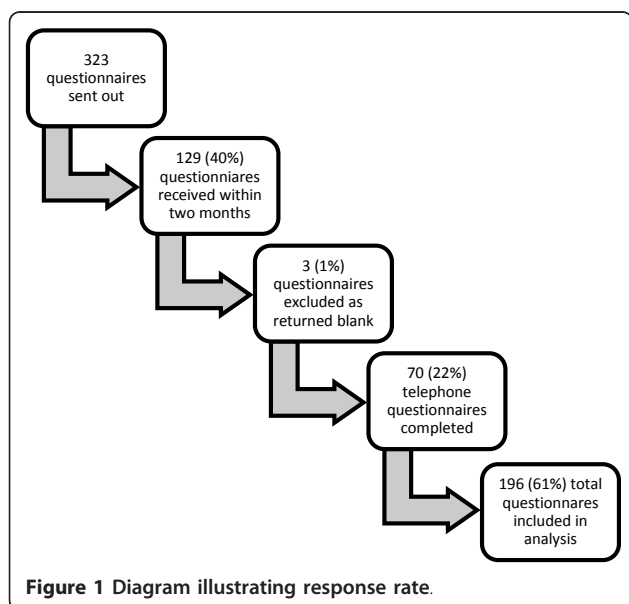 323
questionnaires
sent out
129 (40%)
questionniares
received within
two months
3 (1%)
questionnaires
excluded as
returned blank
70 (22%)
telephone
questionnaires
completed
196 (61%) total
questionnares
included in
analysis
Figure 1 Diagram illustrating response rate.